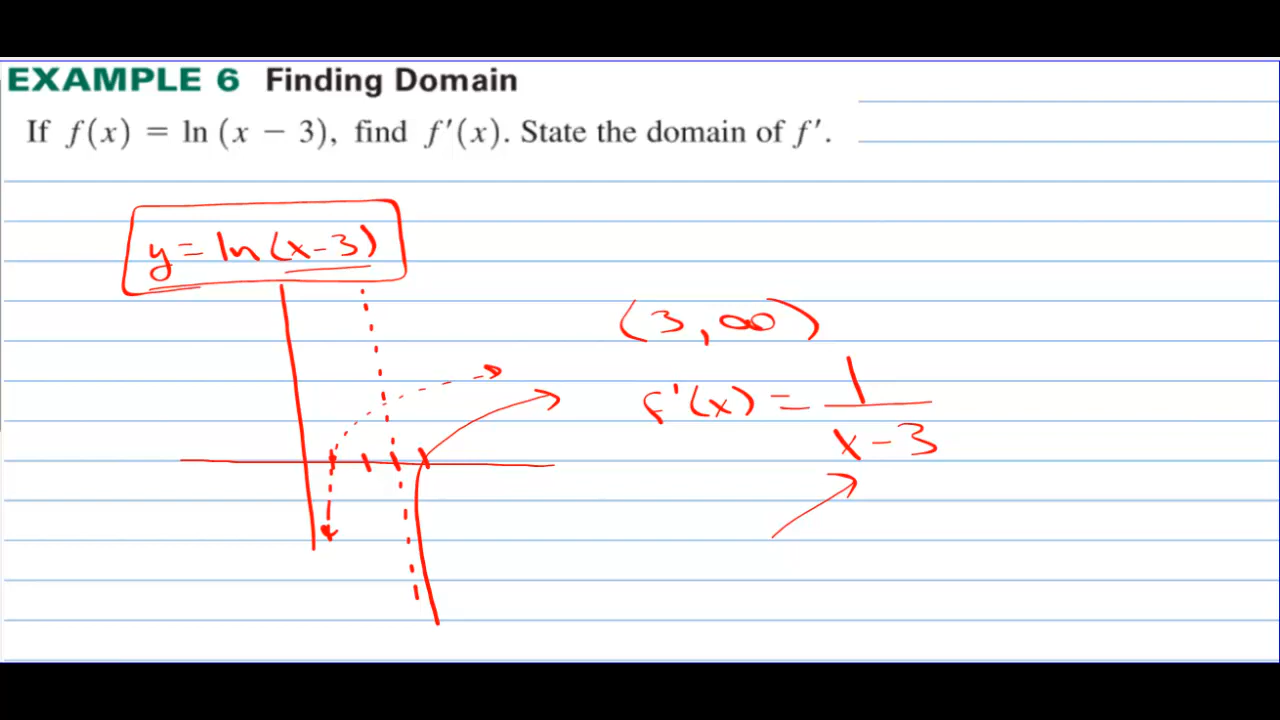 EXAMPLE 6 Finding Domain
If f(x) = ln (x − 3), find f′(x). State the domain of f′.
y = ln(x-3)
(3, ∞)
f'(x) = 1/(x-3)